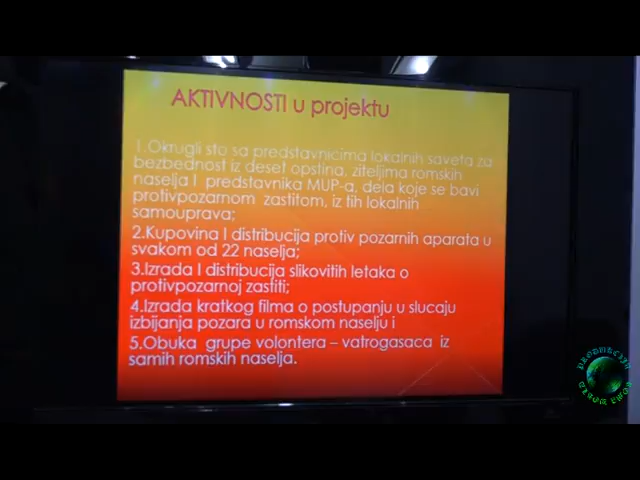 AKTIVNOSTI u projektu
1.Okrugli sto sa predstavnicima lokalnih saveta za
bezbednost iz deset opstina, ziteljima romskih
naselja I predstavnika MUP-a, dela koje se bavi
protivpozarnom zastitom, iz tih lokalnih
samouprava;
2.Kupovina I distribucija protiv pozarnih aparata u
svakom od 22 naselja;
3.Izrada I distribucija slikovitih letaka o
protivpozarnoj zastiti;
4.Izrada kratkog filma o postupanju u slucaju
izbijanja pozara u romskom naselju i
5.Obuka grupe volontera – vatrogasaca iz
samih romskih naselja.